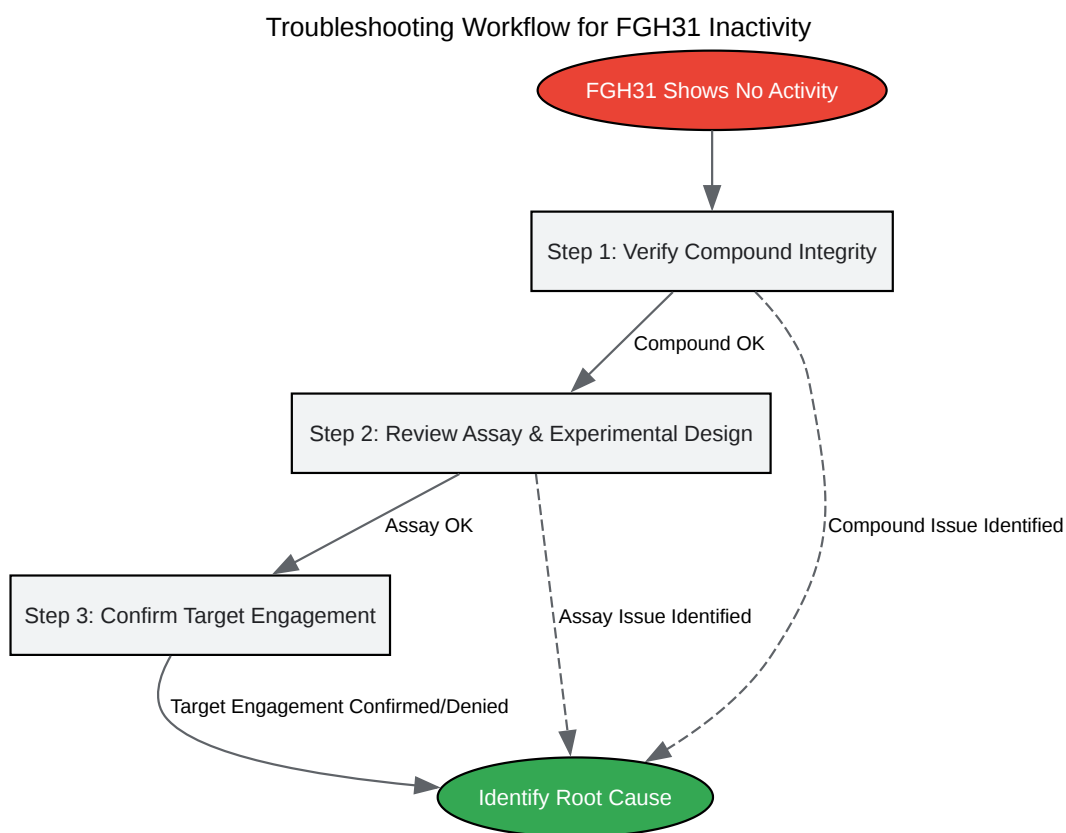 Troubleshooting Workflow for FGH31 Inactivity
FGH31 Shows No Activity
Step 1: Verify Compound Integrity
Compound OK
Step 2: Review Assay & Experimental Design
Assay OK
Compound Issue Identified
Step 3: Confirm Target Engagement
Assay Issue Identified
Target Engagement Confirmed/Denied
Identify Root Cause